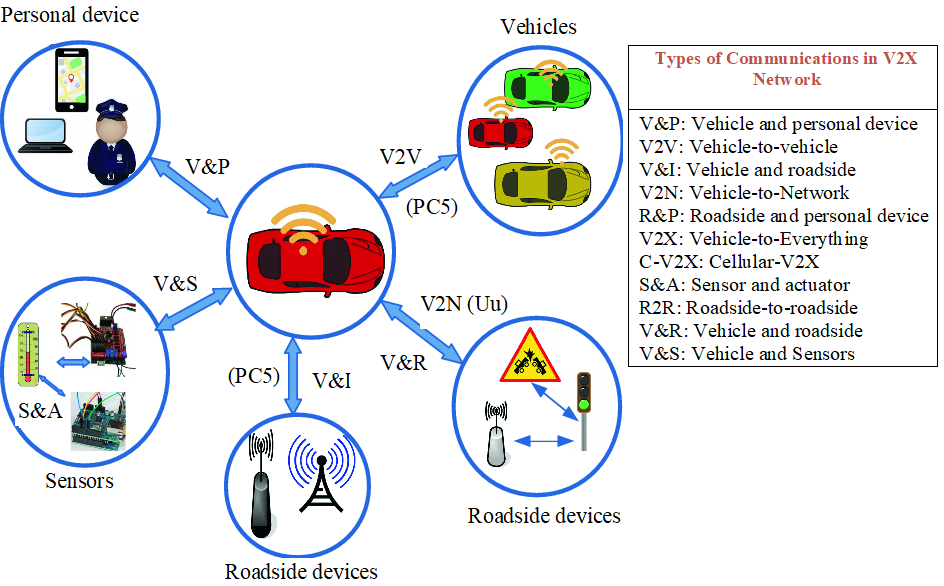 Personal device
Vehicles
V&P
V2V
(PC5)
V&S
V2N (Uu)
V&R
(PC5)
V&I
S&A
Sensors
Roadside devices
Roadside devices
Types of Communications in V2X
Network
V&P: Vehicle and personal device
V2V: Vehicle-to-vehicle
V&I: Vehicle and roadside
V2N: Vehicle-to-Network
R&P: Roadside and personal device
V2X: Vehicle-to-Everything
C-V2X: Cellular-V2X
S&A: Sensor and actuator
R2R: Roadside-to-roadside
V&R: Vehicle and roadside
V&S: Vehicle and Sensors